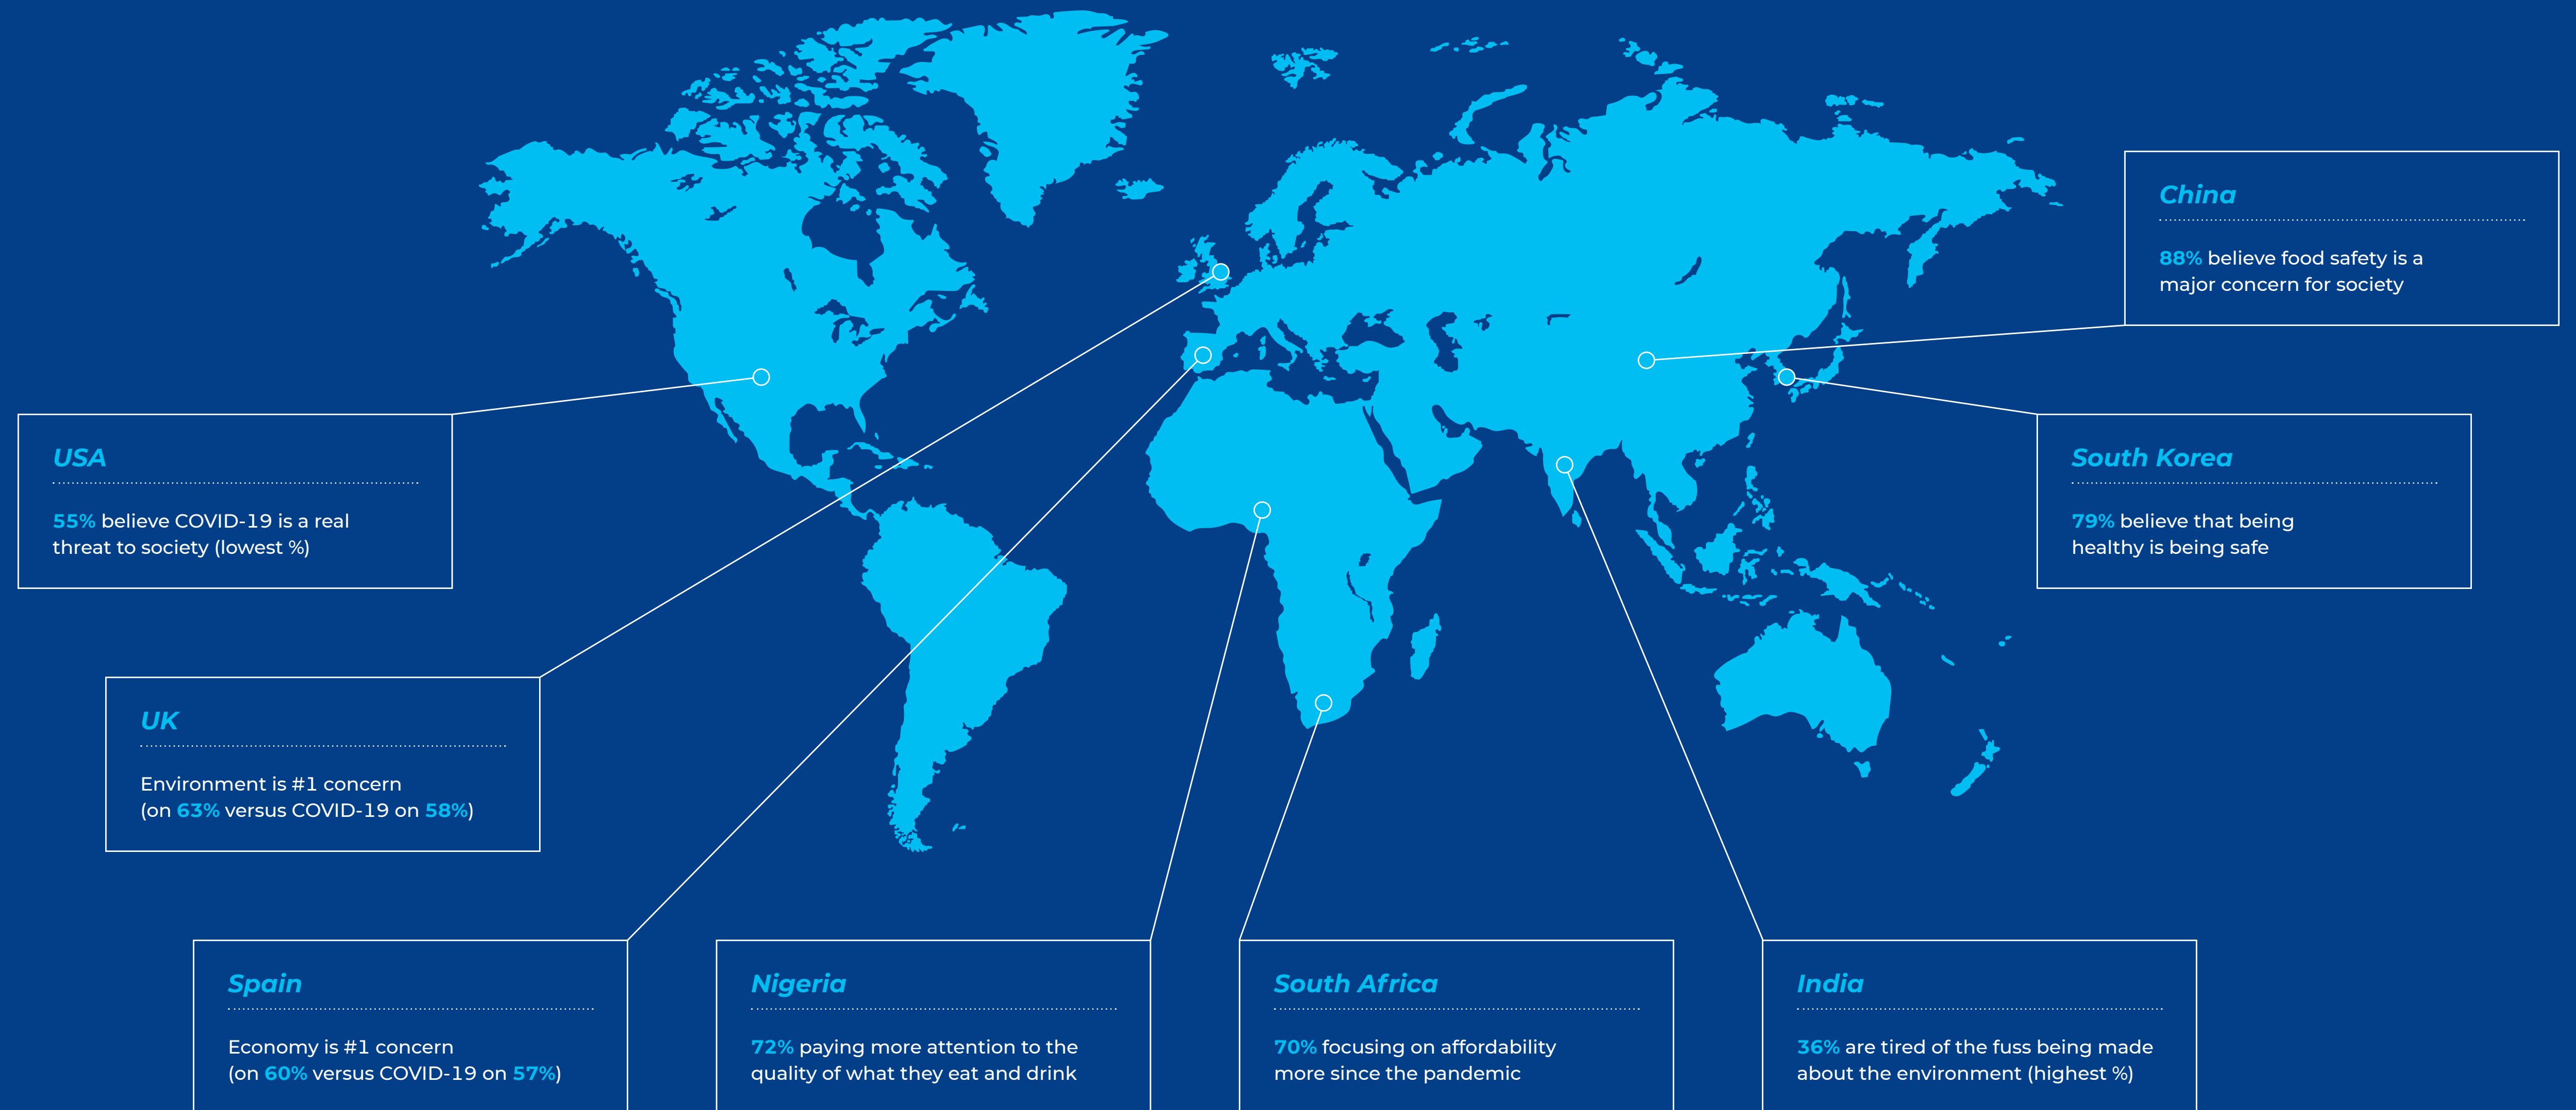 China
88% believe food safety is a
major concern for society
USA
55% believe COVID-19 is a real
threat to society (lowest %)
South Korea
79% believe that being
healthy is being safe
UK
Environment is #1 concern
(on 63% versus COVID-19 on 58%)
Spain
Economy is #1 concern
(on 60% versus COVID-19 on 57%)
Nigeria
72% paying more attention to the
quality of what they eat and drink
South Africa
70% focusing on affordability
more since the pandemic
India
36% are tired of the fuss being made
about the environment (highest %)